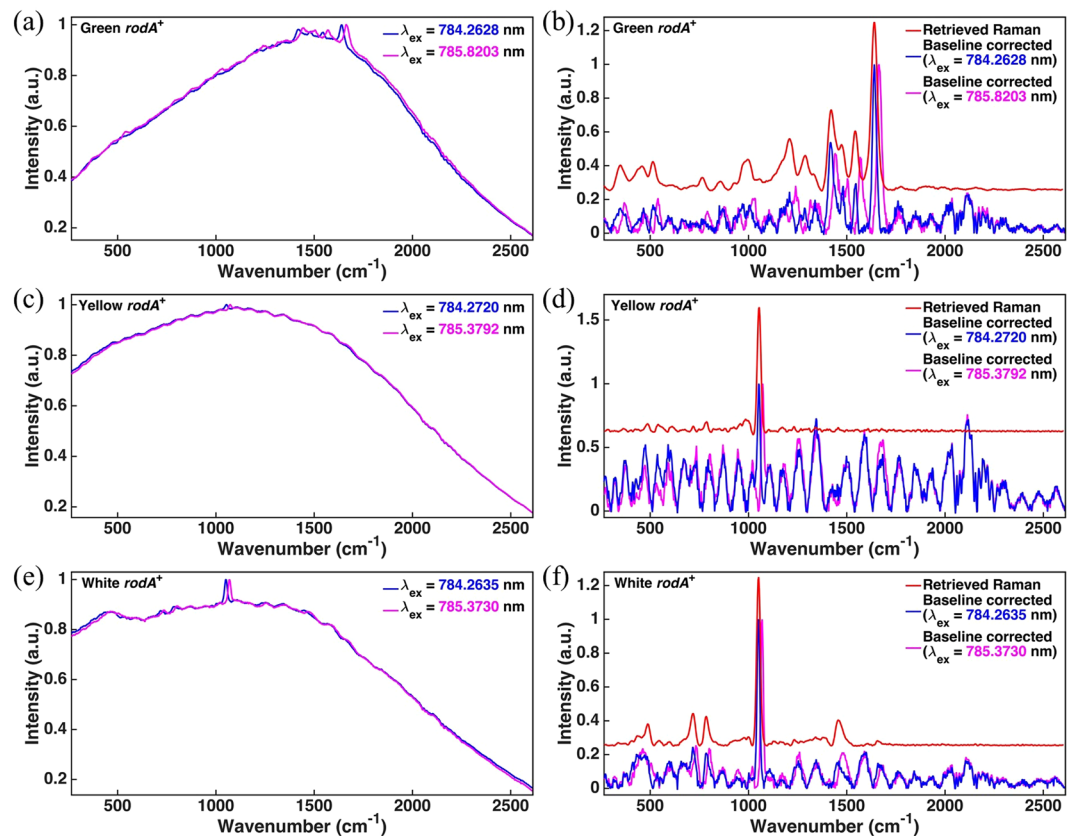 (a)
Green rodA+
λex = 784.2628 nm
λex = 785.8203 nm
Intensity (a.u.)
1
0.8
0.6
0.4
0.2
500 1000 1500 2000 2500
Wavenumber (cm-1)
(b)
Green rodA+
Retrieved Raman
Baseline corrected
(λex = 784.2628 nm)
Baseline corrected
(λex = 785.8203 nm)
Intensity (a.u.)
1.2
1
0.8
0.6
0.4
0.2
0
500 1000 1500 2000 2500
Wavenumber (cm-1)
(c)
Yellow rodA+
λex = 784.2720 nm
λex = 785.3792 nm
Intensity (a.u.)
1
0.8
0.6
0.4
0.2
500 1000 1500 2000 2500
Wavenumber (cm-1)
(d)
Yellow rodA+
Retrieved Raman
Baseline corrected
(λex = 784.2720 nm)
Baseline corrected
(λex = 785.3792 nm)
Intensity (a.u.)
1.5
1
0.5
0
500 1000 1500 2000 2500
Wavenumber (cm-1)
(e)
White rodA+
λex = 784.2635 nm
λex = 785.3730 nm
Intensity (a.u.)
1
0.8
0.6
0.4
0.2
500 1000 1500 2000 2500
Wavenumber (cm-1)
(f)
White rodA+
Retrieved Raman
Baseline corrected
(λex = 784.2635 nm)
Baseline corrected
(λex = 785.3730 nm)
Intensity (a.u.)
1.2
1
0.8
0.6
0.4
0.2
0
500 1000 1500 2000 2500
Wavenumber (cm-1)